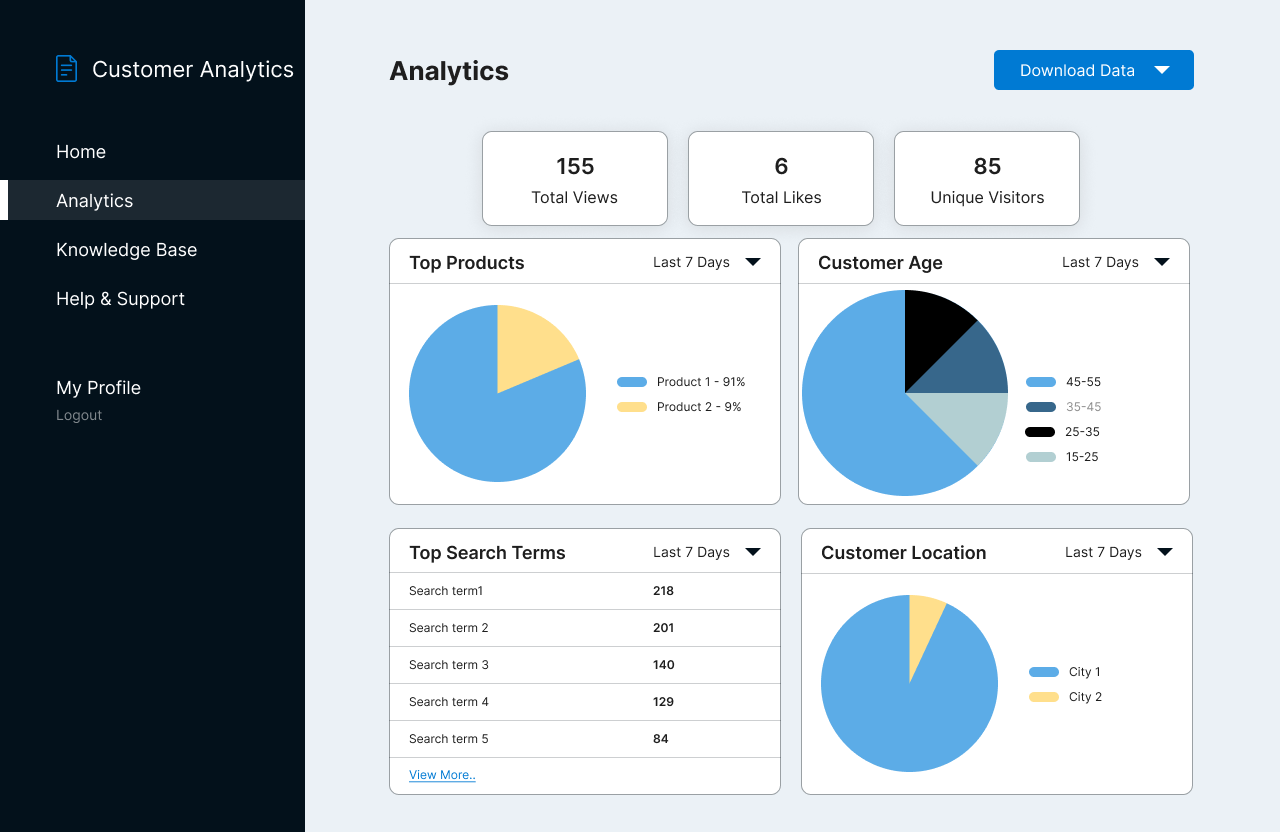 Customer Analytics
Home
Analytics
Knowledge Base
Help & Support
My Profile
Logout
Analytics
Download Data
155
Total Views
6
Total Likes
85
Unique Visitors
Top Products
Last 7 Days
Product 1 - 91%
Product 2 - 9%
Customer Age
Last 7 Days
45-55
35-45
25-35
15-25
Top Search Terms
Last 7 Days
Search term1 218
Search term 2 201
Search term 3 140
Search term 4 129
Search term 5 84
View More..
Customer Location
Last 7 Days
City 1
City 2